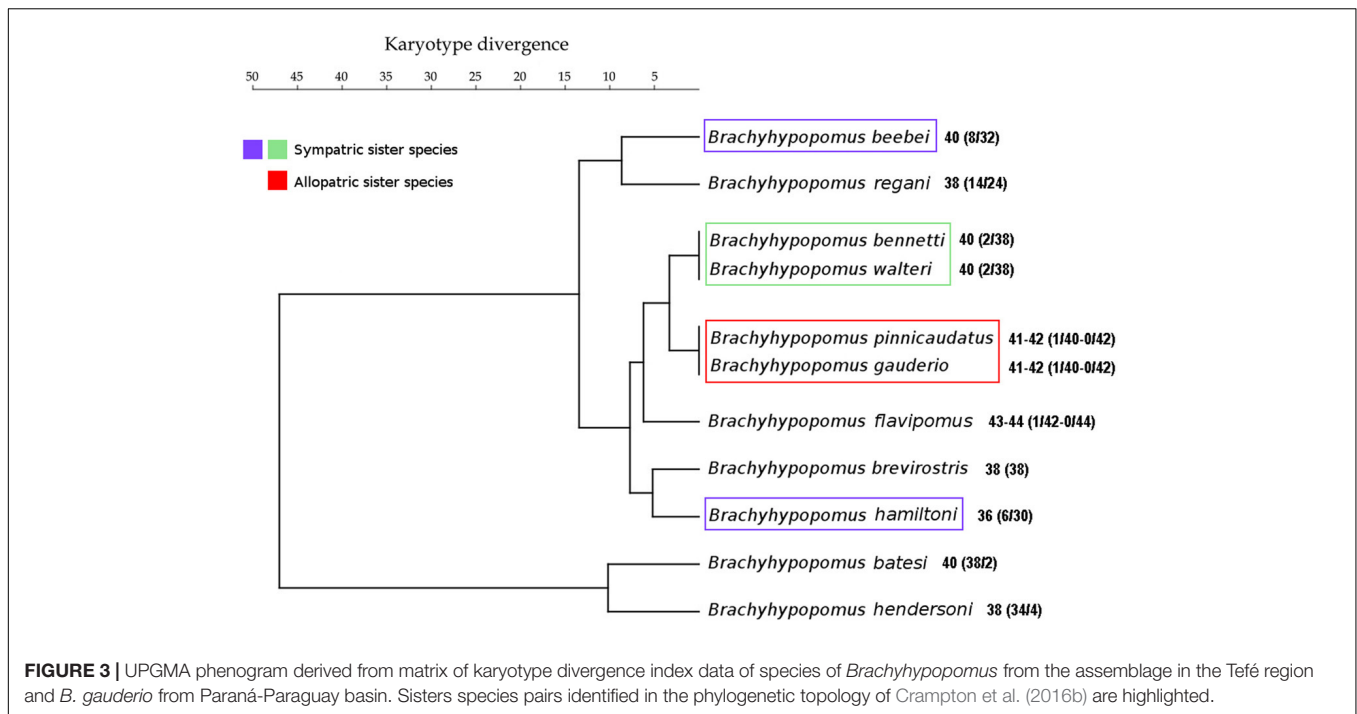 Karyotype divergence
50 45 40 35 30 25 20 15 10 5
Sympatric sister species
Allopatric sister species
Brachyhypopomus beebei 40 (8/32)
Brachyhypopomus regani 38 (14/24)
Brachyhypopomus bennetti 40 (2/38)
Brachyhypopomus walteri 40 (2/38)
Brachyhypopomus pinnicaudatus 41-42 (1/40-0/42)
Brachyhypopomus gauderio 41-42 (1/40-0/42)
Brachyhypopomus flavipomus 43-44 (1/42-0/44)
Brachyhypopomus brevirostris 38 (38)
Brachyhypopomus hamiltoni 36 (6/30)
Brachyhypopomus batesi 40 (38/2)
Brachyhypopomus hendersoni 38 (34/4)
FIGURE 3 | UPGMA phenogram derived from matrix of karyotype divergence index data of species of Brachyhypopomus from the assemblage in the Tefé region
and B. gauderio from Paraná-Paraguay basin. Sisters species pairs identified in the phylogenetic topology of Crampton et al. (2016b) are highlighted.